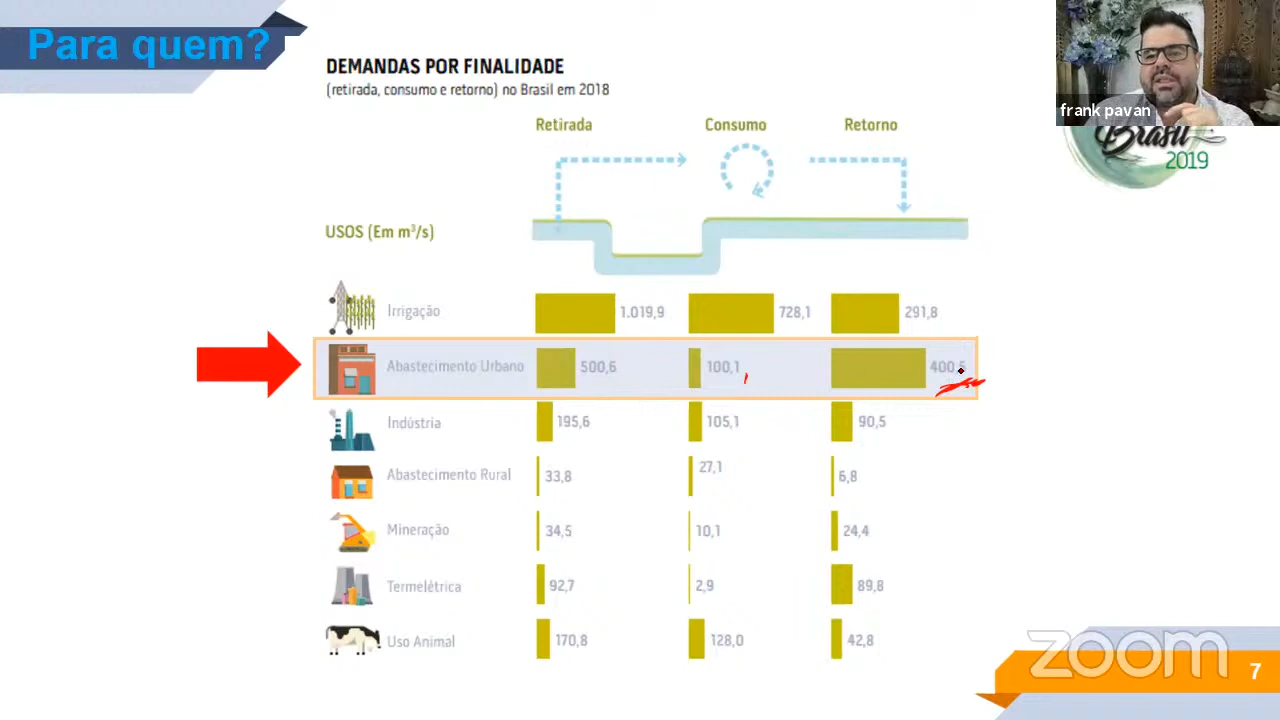 Para quem?
DEMANDAS POR FINALIDADE
(retirada, consumo e retorno) no Brasil em 2018
frank pavan
Brasil
2019
Retirada Consumo Retorno
USOS (Em m³/s)
Irrigação 1.019,9 728,1 291,8
Abastecimento Urbano 500,6 100,1 400,5
Indústria 195,6 105,1 90,5
Abastecimento Rural 33,8 27,1 6,8
Mineração 34,5 10,1 24,4
Termelétrica 92,7 2,9 89,8
Uso Animal 170,8 128,0 42,8
zoom
7